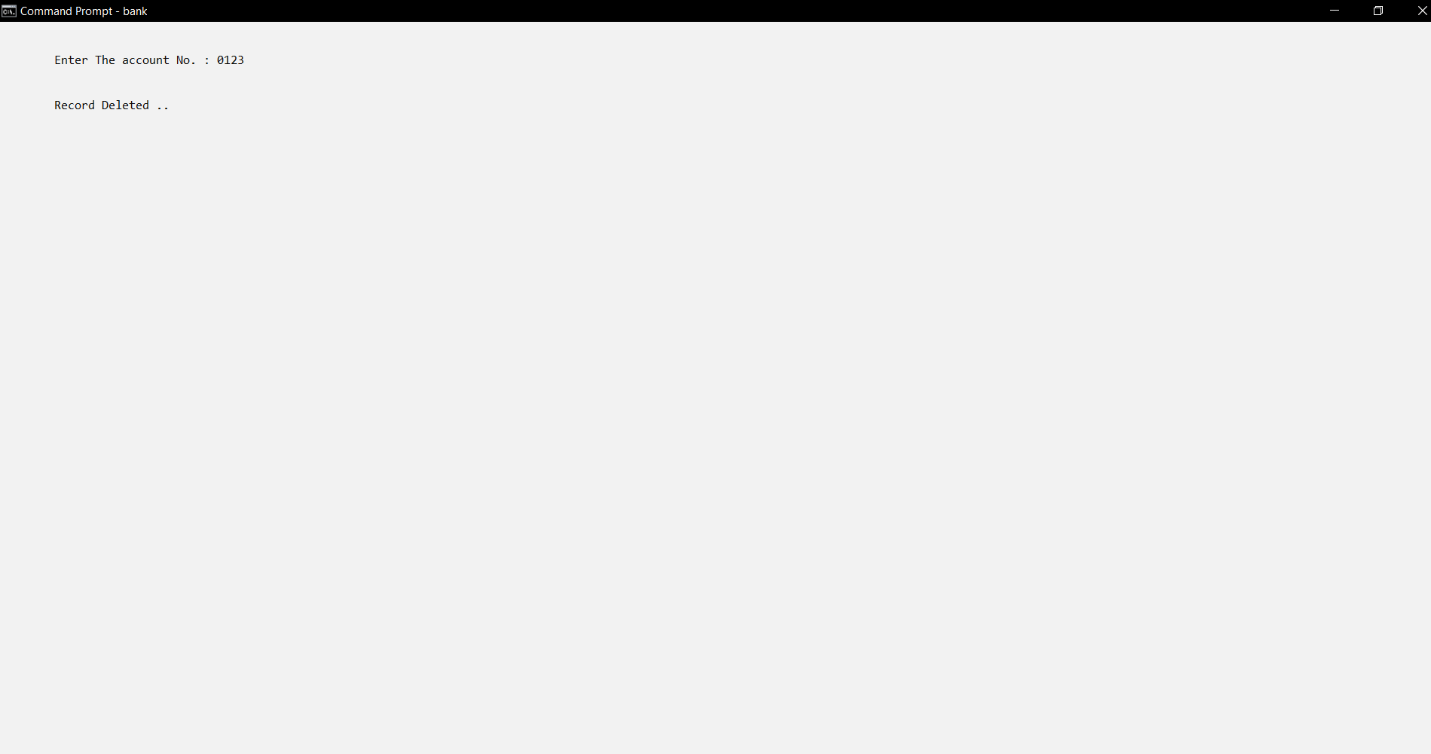 Command Prompt - bank
Enter The account No. : 0123
Record Deleted ..